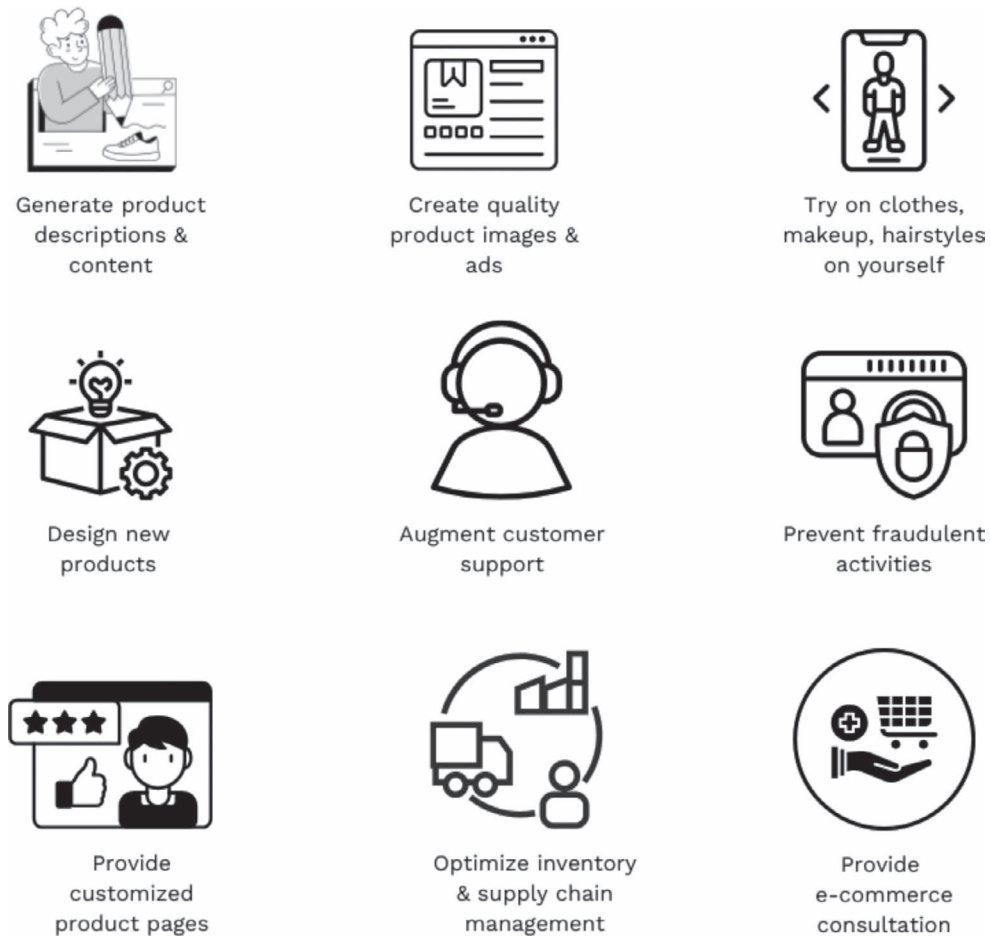 Generate product
descriptions &
content
Create quality
product images &
ads
Try on clothes,
makeup, hairstyles
on yourself
Design new
products
Augment customer
support
Prevent fraudulent
activities
Provide
customized
product pages
Optimize inventory
& supply chain
management
Provide
e-commerce
consultation